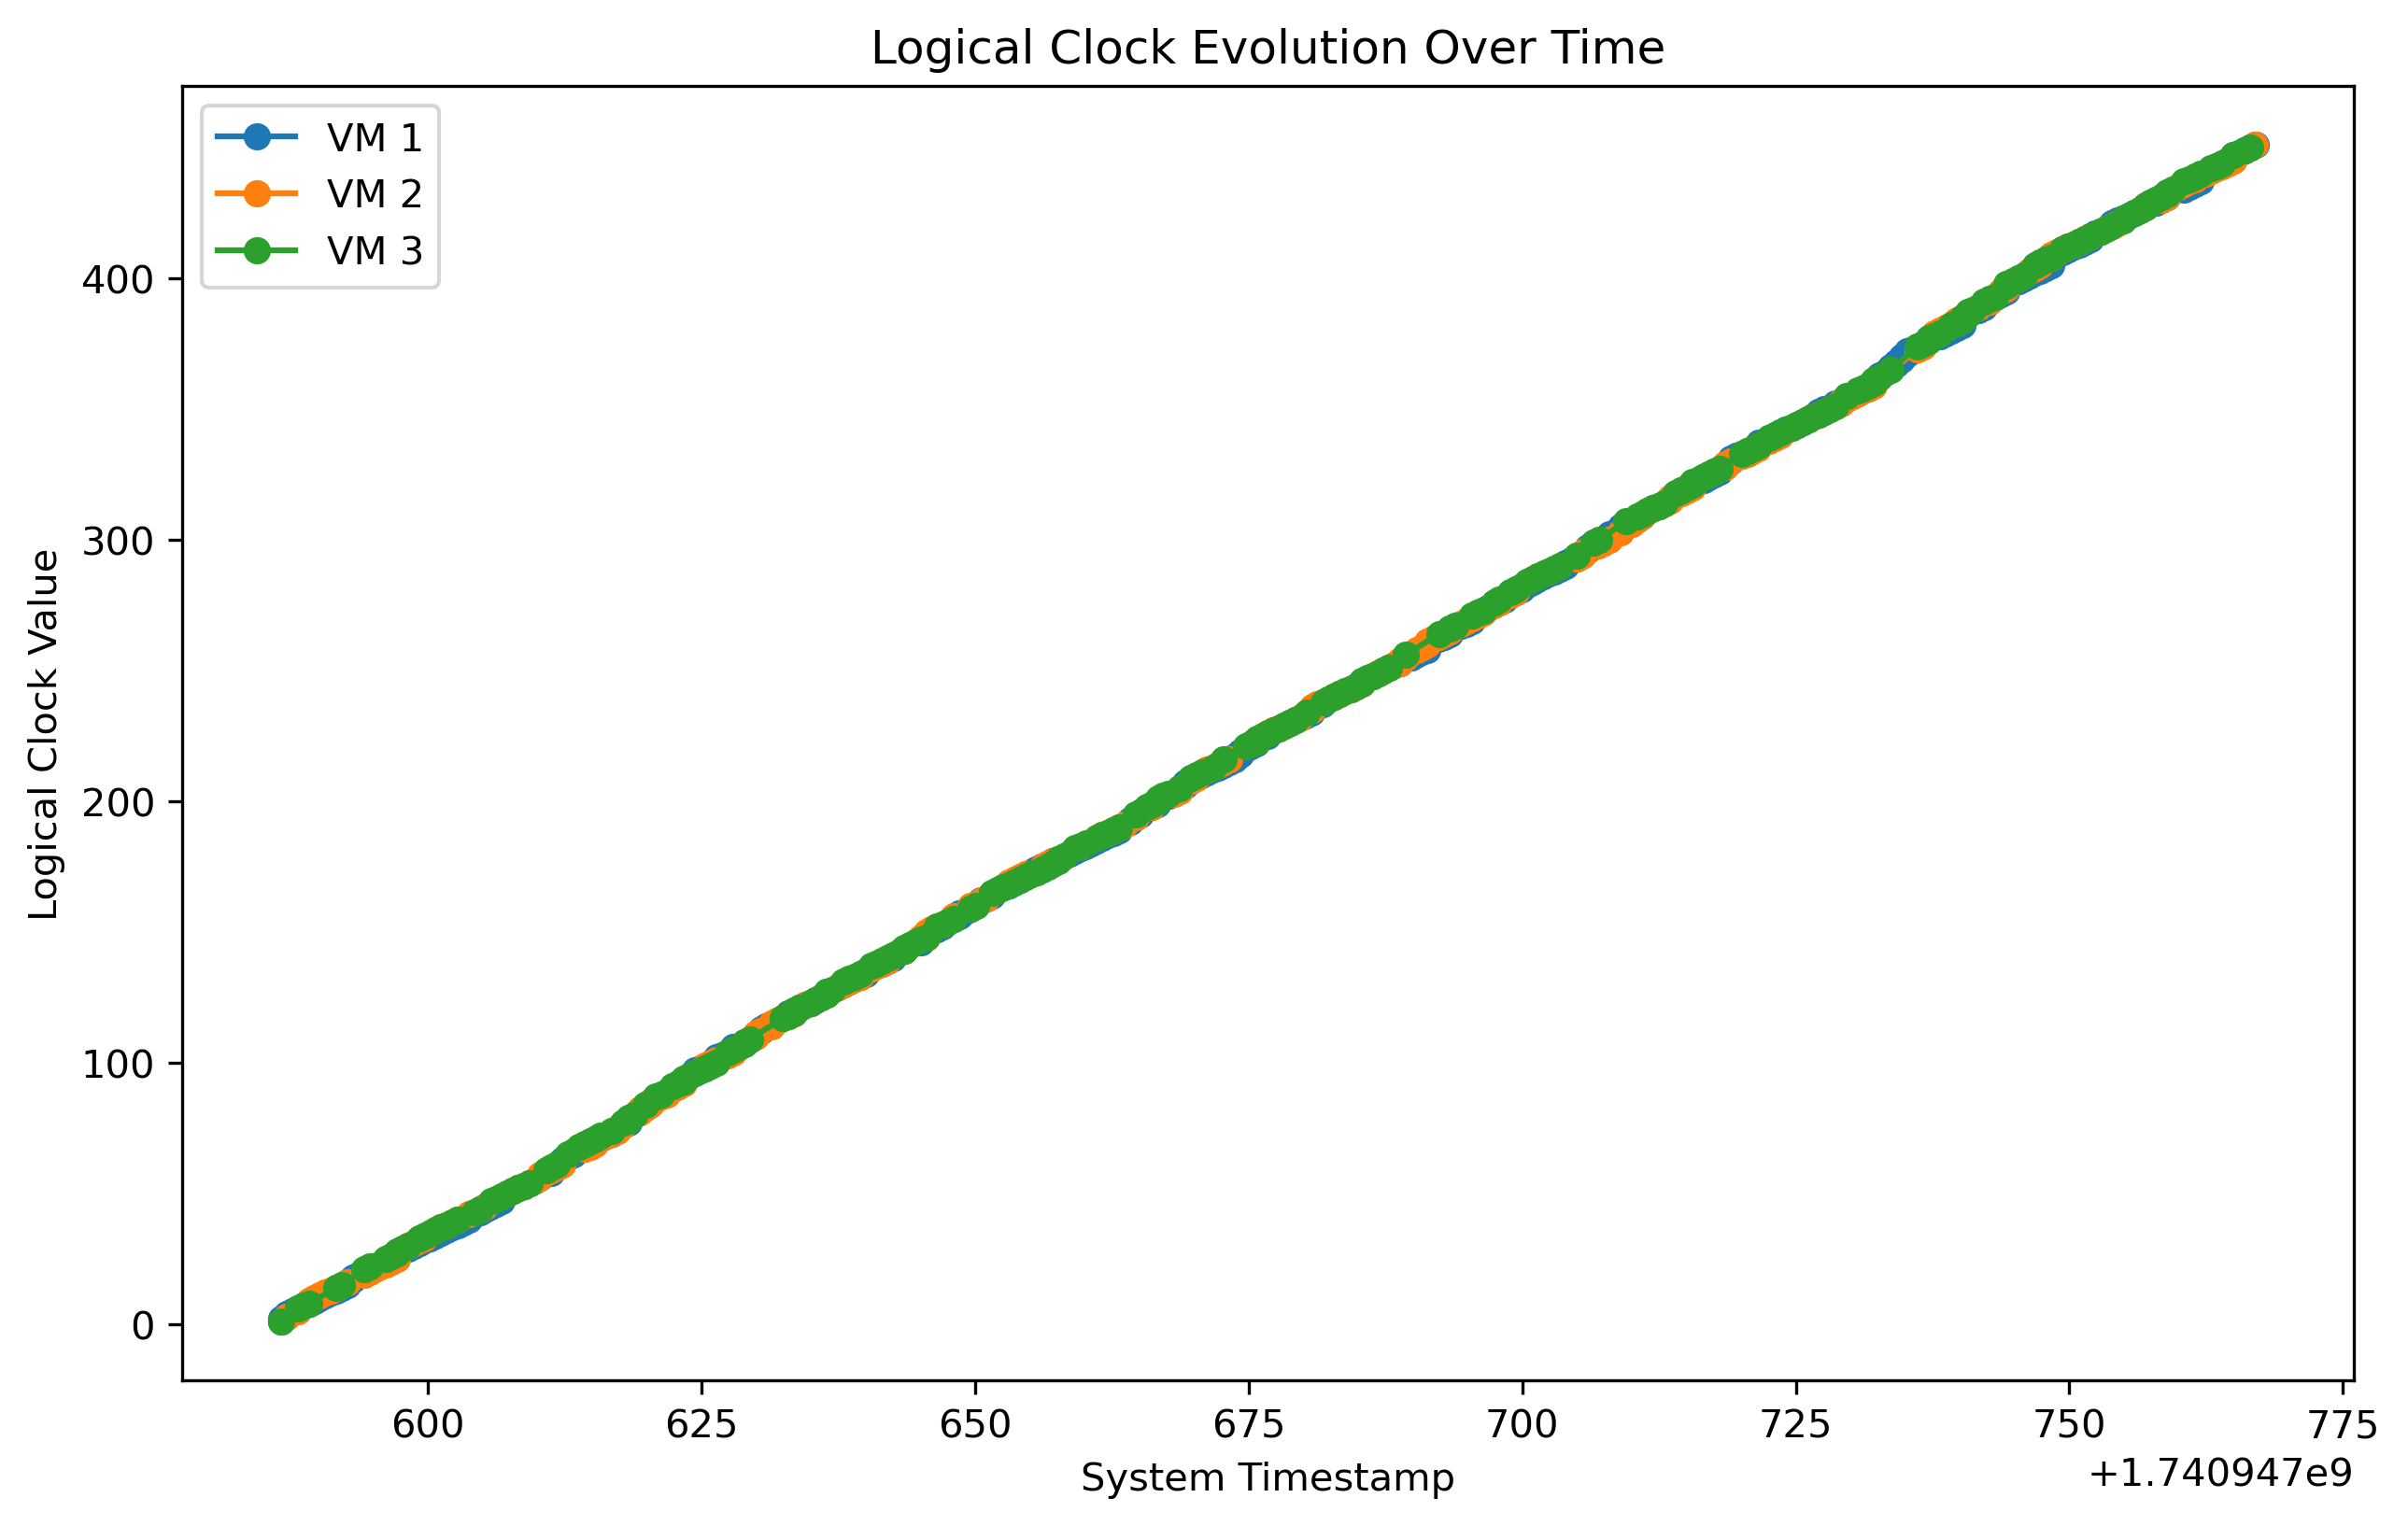 Logical Clock Evolution Over Time
VM 1
VM 2
VM 3
Logical Clock Value
400
300
200
100
0
600 625 650 675 700 725 750 775
System Timestamp
+1.740947e9